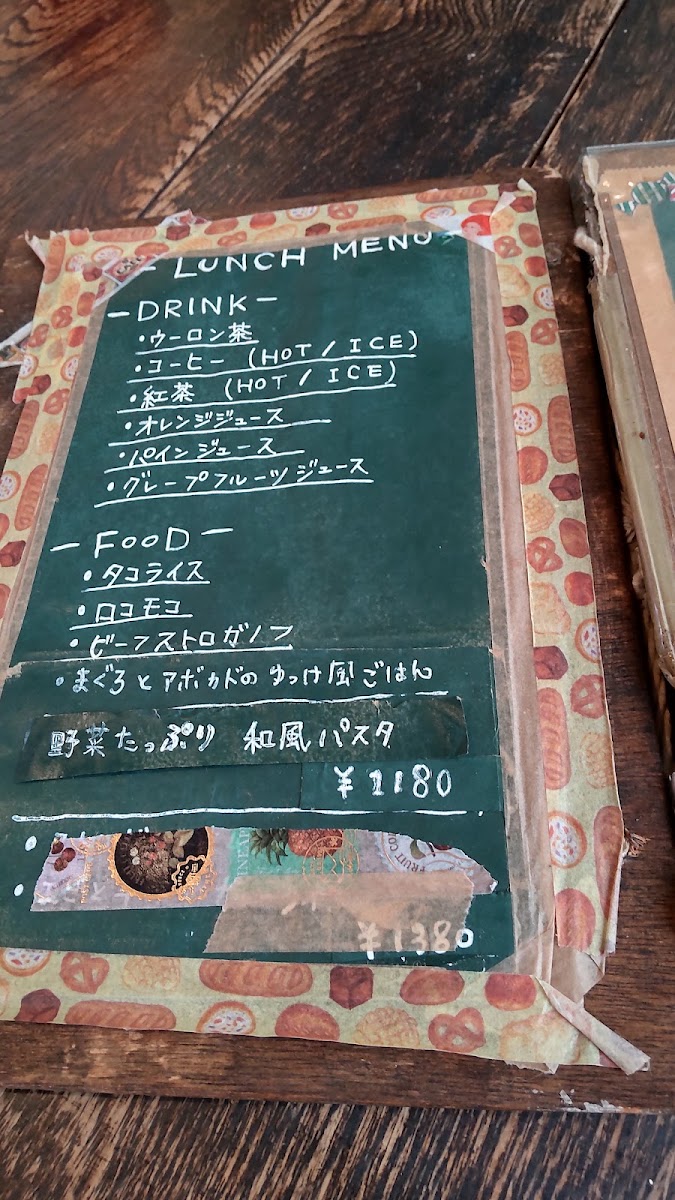 - LUNCH MENU
-DRINK-
・ウーロン茶
・コーヒー (HOT / ICE)
・紅茶 (HOT / ICE)
・オレンジジュース
・パインジュース
・グレープフルーツジュース
-FOOD-
・タコライス
・ロコモコ
・ビーフストロガノフ
・まぐろとアボカドのゆっけ風ごはん
野菜たっぷり 和風パスタ
¥1180
¥1380